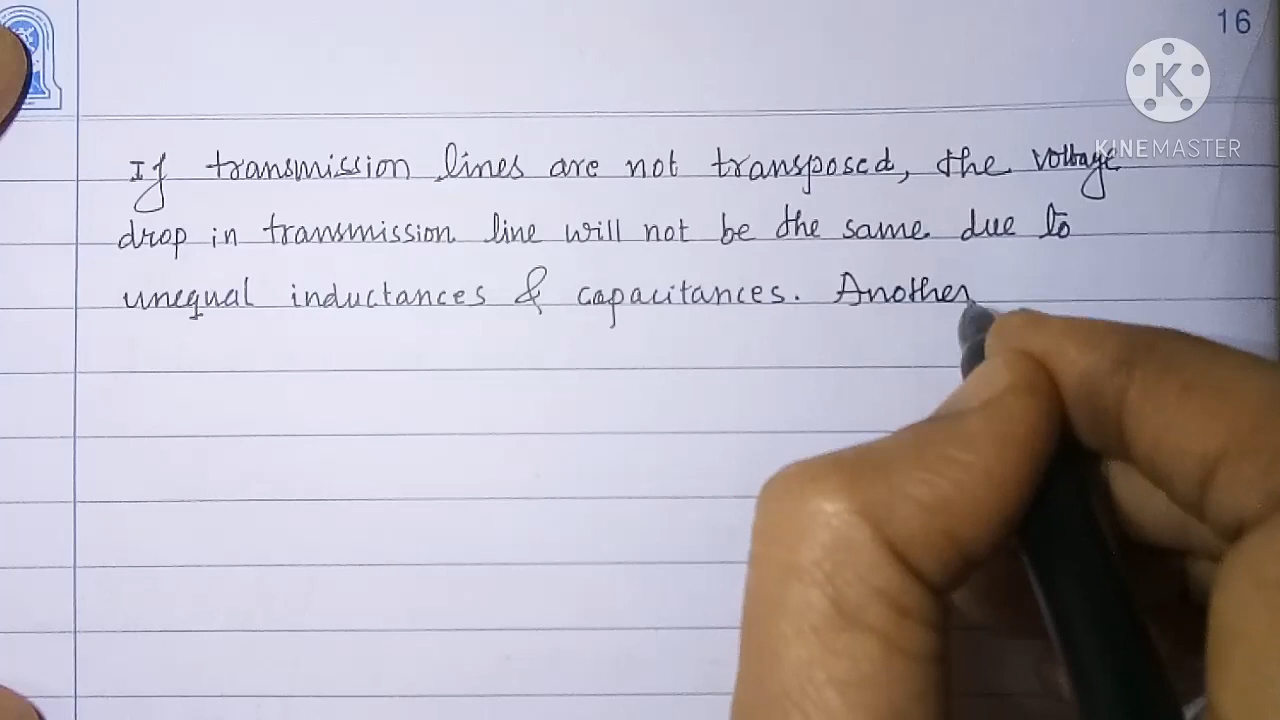 16
KINEMASTER
If transmission lines are not transposed, the voltage
drop in transmission line will not be the same due to
unequal inductances & capacitances. Another